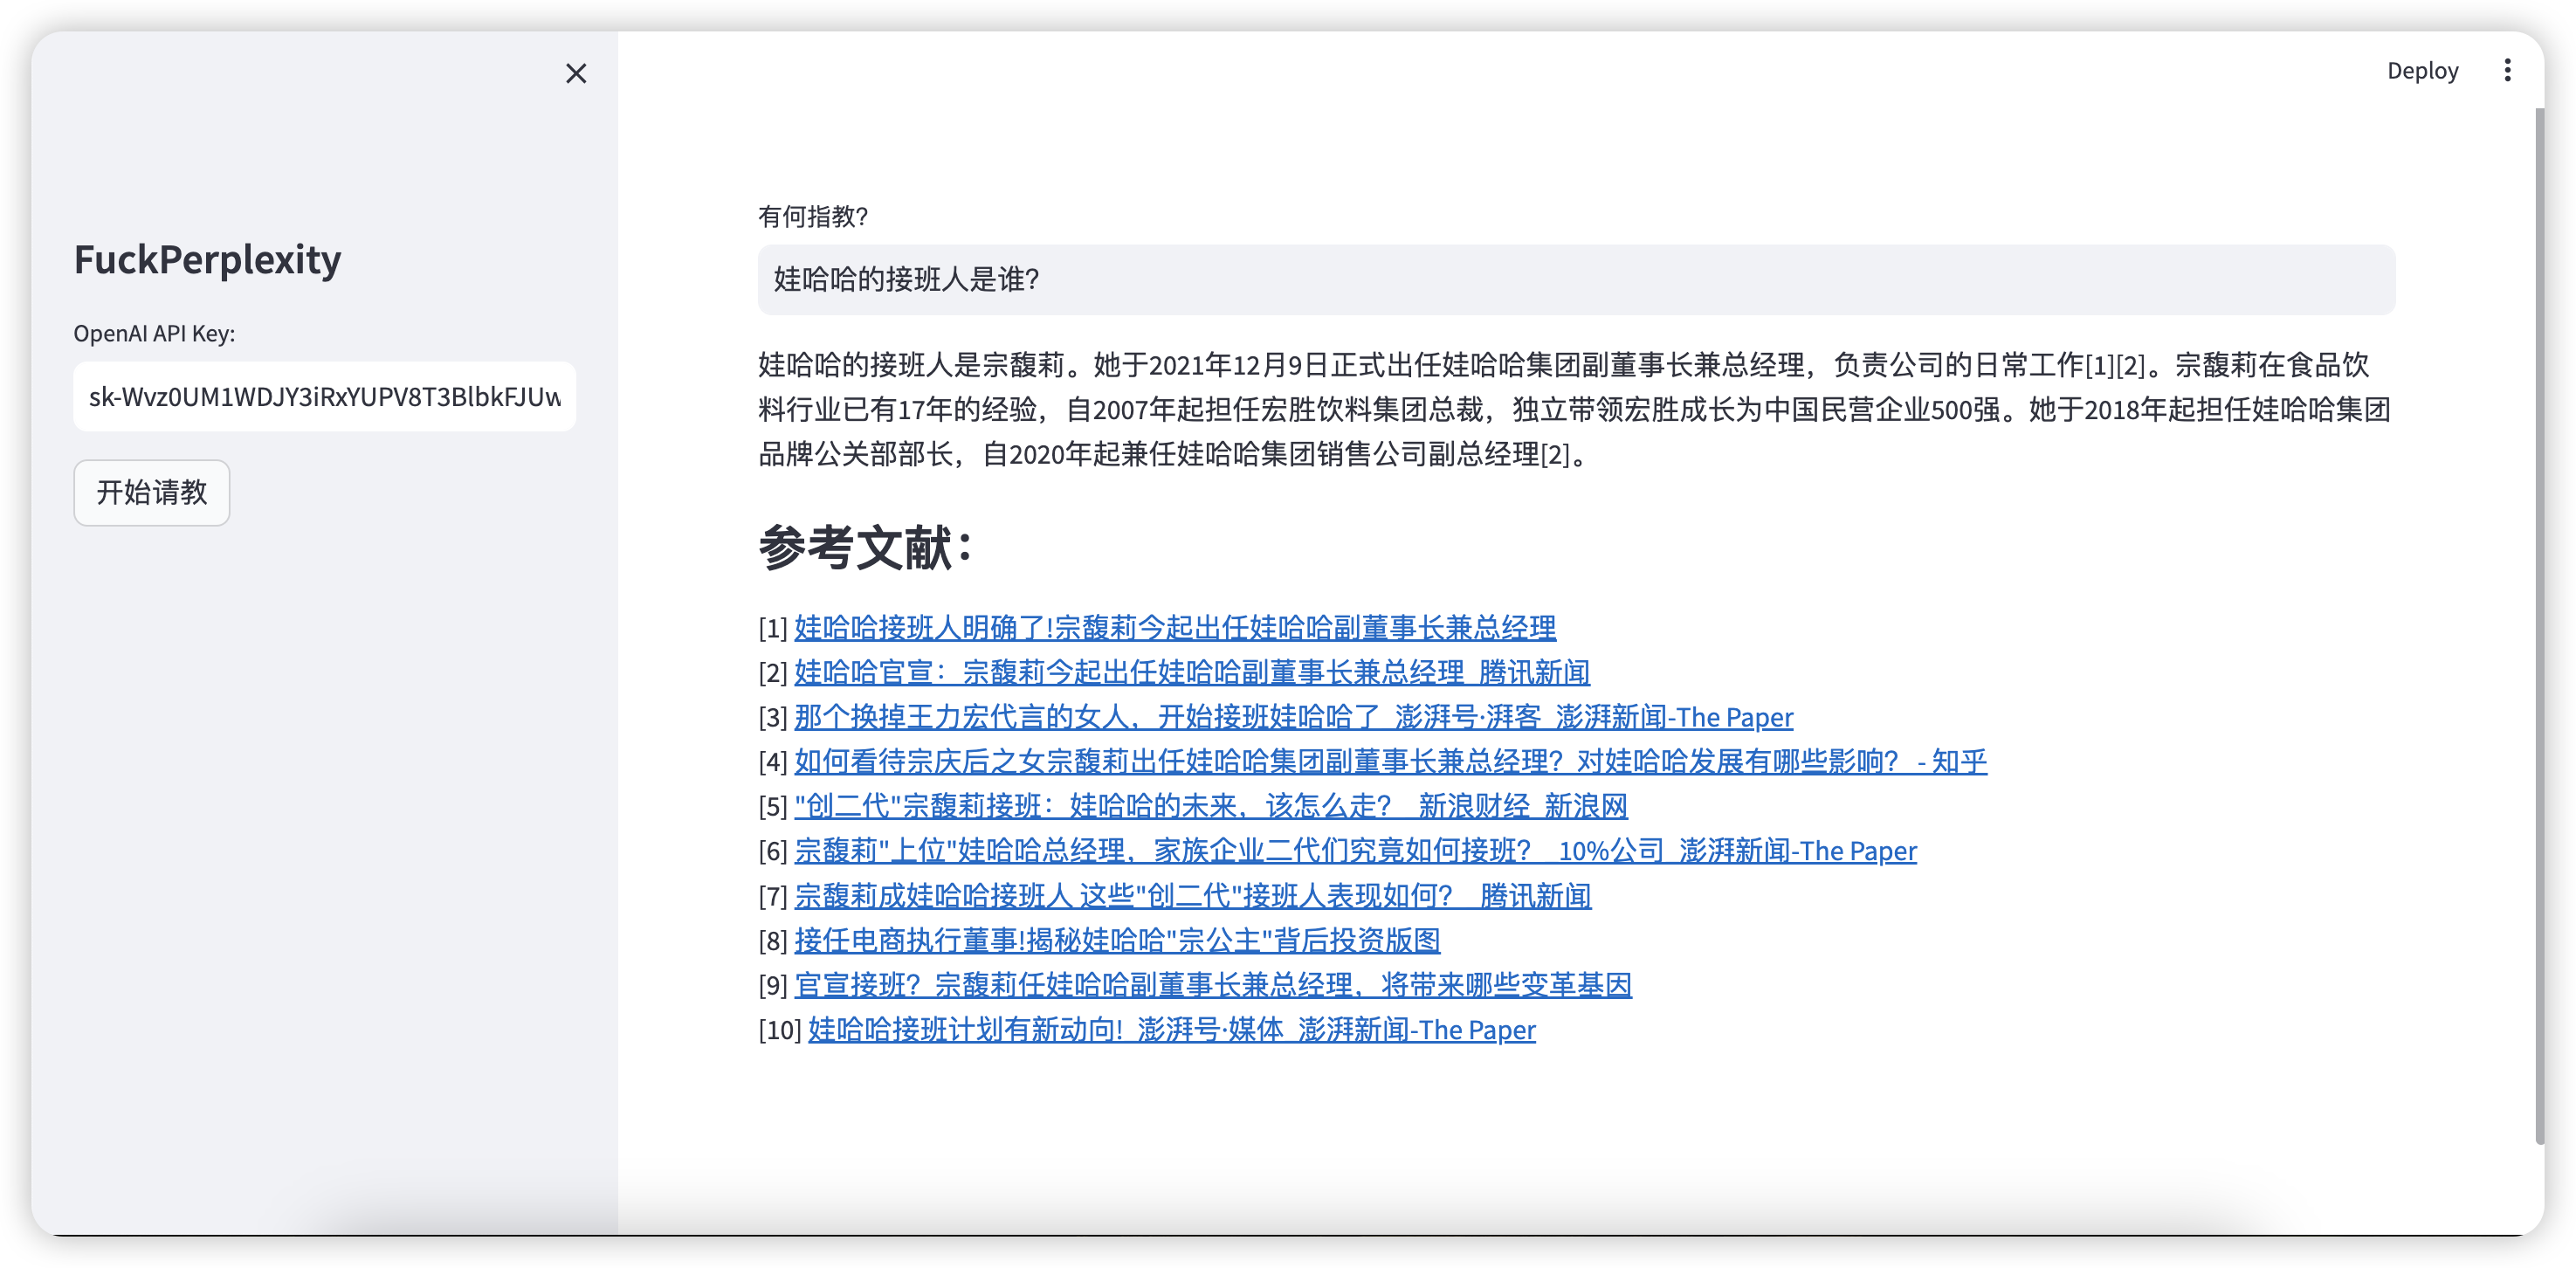 Deploy
FuckPerplexity
OpenAI API Key:
sk-Wvz0UM1WDJY3iRxYUPV8T3BlbkFJUw
开始请教
有何指教?
娃哈哈的接班人是谁?
娃哈哈的接班人是宗馥莉。她于2021年12月9日正式出任娃哈哈集团副董事长兼总经理，负责公司的日常工作[1][2]。宗馥莉在食品饮
料行业已有17年的经验，自2007年起担任宏胜饮料集团总裁，独立带领宏胜成长为中国民营企业500强。她于2018年起担任娃哈哈集团
品牌公关部部长，自2020年起兼任娃哈哈集团销售公司副总经理[2]。
参考文献：
[1] 娃哈哈接班人明确了!宗馥莉今起出任娃哈哈副董事长兼总经理
[2] 娃哈哈官宣：宗馥莉今起出任娃哈哈副董事长兼总经理_腾讯新闻
[3] 那个换掉王力宏代言的女人，开始接班娃哈哈了_澎湃号·湃客_澎湃新闻-The Paper
[4] 如何看待宗庆后之女宗馥莉出任娃哈哈集团副董事长兼总经理？对娃哈哈发展有哪些影响？ - 知乎
[5] "创二代"宗馥莉接班：娃哈哈的未来，该怎么走？_新浪财经_新浪网
[6] 宗馥莉"上位"娃哈哈总经理，家族企业二代们究竟如何接班？_10%公司_澎湃新闻-The Paper
[7] 宗馥莉成娃哈哈接班人 这些"创二代"接班人表现如何？_腾讯新闻
[8] 接任电商执行董事!揭秘娃哈哈"宗公主"背后投资版图
[9] 官宣接班？宗馥莉任娃哈哈副董事长兼总经理，将带来哪些变革基因
[10] 娃哈哈接班计划有新动向!_澎湃号·媒体_澎湃新闻-The Paper